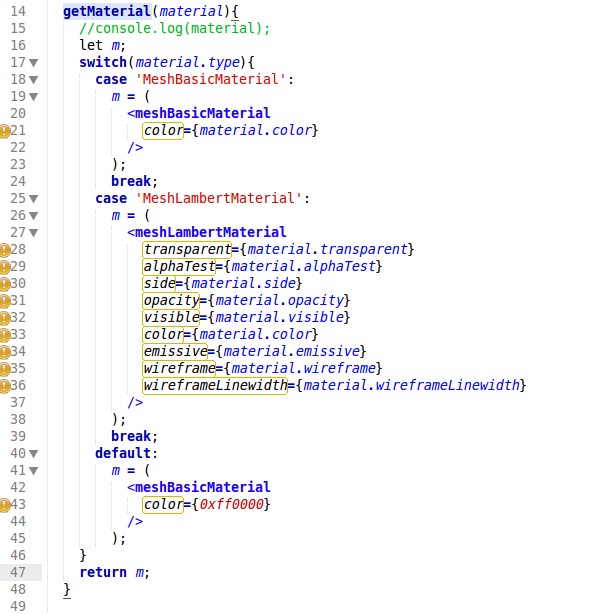 14 getMaterial(material){
15 //console.log(material);
16 let m;
17 switch(material.type){
18 case 'MeshBasicMaterial':
19 m = (
20 <meshBasicMaterial
21 color={material.color}
22 />
23 );
24 break;
25 case 'MeshLambertMaterial':
26 m = (
27 <meshLambertMaterial
28 transparent={material.transparent}
29 alphaTest={material.alphaTest}
30 side={material.side}
31 opacity={material.opacity}
32 visible={material.visible}
33 color={material.color}
34 emissive={material.emissive}
35 wireframe={material.wireframe}
36 wireframeLinewidth={material.wireframeLinewidth}
37 />
38 );
39 break;
40 default:
41 m = (
42 <meshBasicMaterial
43 color={0xff0000}
44 />
45 );
46 }
47 return m;
48 }
49